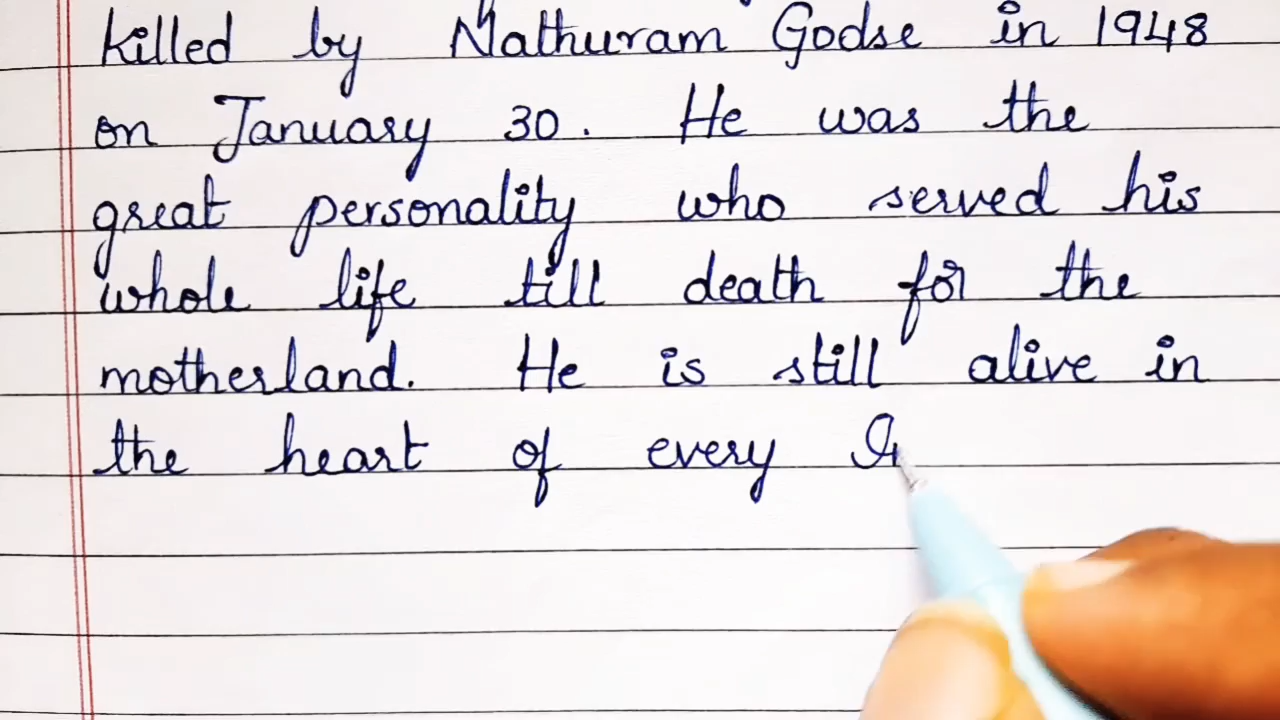 killed by Nathuram Godse in 1948
on January 30. He was the
great personality who served his
whole life till death for the
motherland. He is still alive in
the heart of every